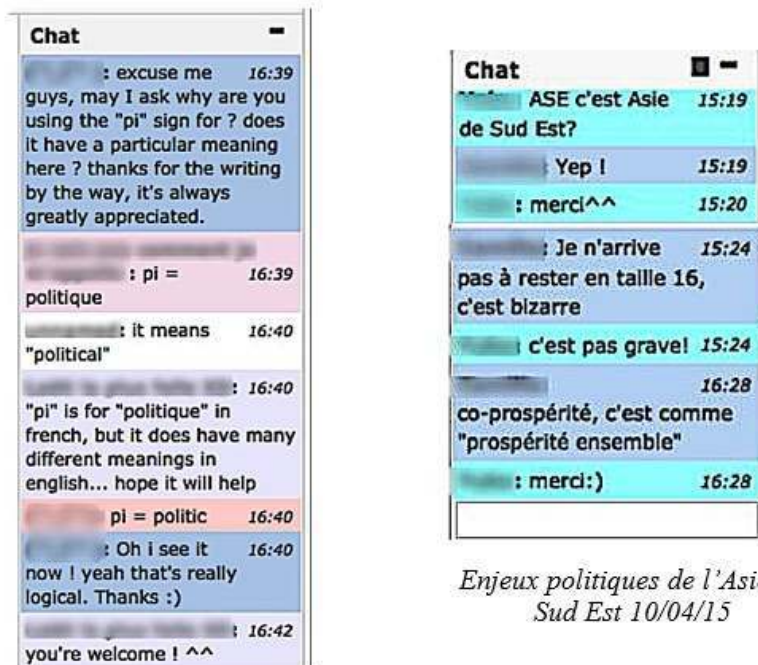 Chat
: excuse me 16:39
guys, may I ask why are you
using the "pi" sign for ? does
it have a particular meaning
here ? thanks for the writing
by the way, it's always
greatly appreciated.
: pi = 16:39
politique
: it means 16:40
"political"
: 16:40
"pi" is for "politique" in
french, but it does have many
different meanings in
english... hope it will help
pi = politic 16:40
: Oh i see it 16:40
now ! yeah that's really
logical. Thanks :)
: 16:42
you're welcome ! ^^
Chat
ASE c'est Asie 15:19
de Sud Est?
: Yep ! 15:19
: merci^^ 15:20
: Je n'arrive 15:24
pas à rester en taille 16,
c'est bizarre
: c'est pas grave! 15:24
16:28
co-prospérité, c'est comme
"prospérité ensemble"
: merci:) 16:28
Enjeux politiques de l'Asi
Sud Est 10/04/15